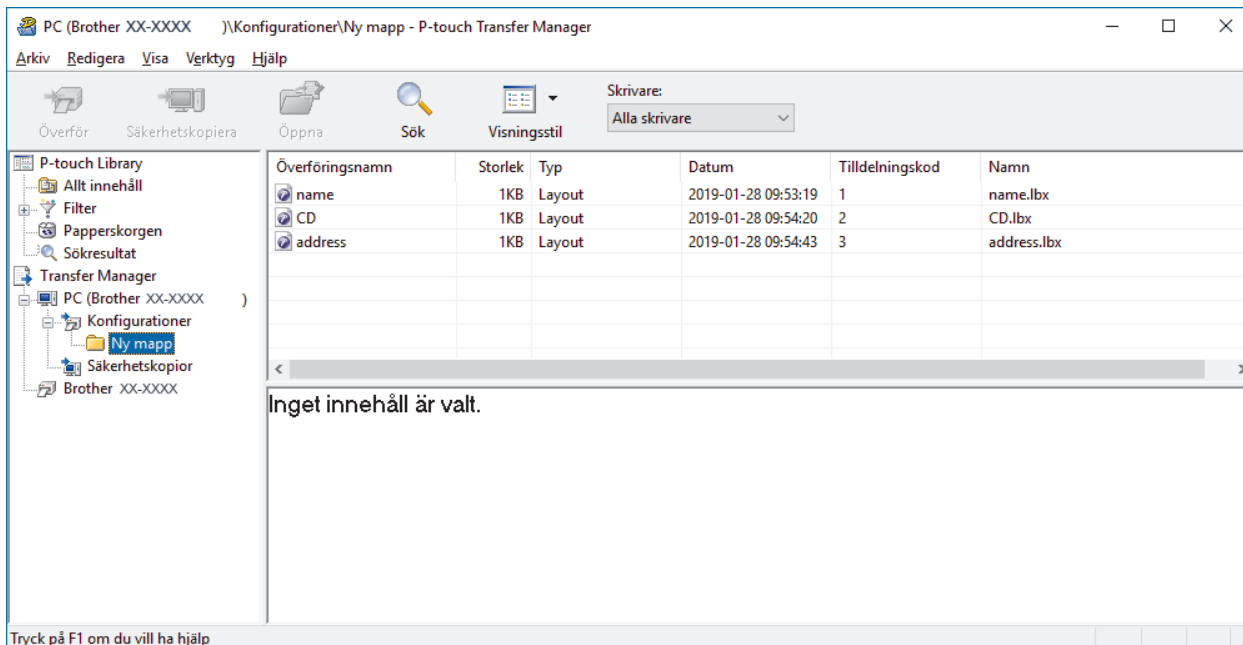 PC (Brother XX-XXXX )\Konfigurationer\Ny mapp - P-touch Transfer Manager
Arkiv Redigera Visa Verktyg Hjälp
Skrivare:
Alla skrivare
Överför Säkerhetskopiera Öppna Sök Visningsstil
P-touch Library
Allt innehåll
Filter
Papperskorgen
Sökresultat
Transfer Manager
PC (Brother XX-XXXX )
Konfigurationer
Ny mapp
Säkerhetskopior
Brother XX-XXXX
Överföringsnamn Storlek Typ Datum Tilldelningskod Namn
name 1KB Layout 2019-01-28 09:53:19 1 name.lbx
CD 1KB Layout 2019-01-28 09:54:20 2 CD.lbx
address 1KB Layout 2019-01-28 09:54:43 3 address.lbx
Inget innehåll är valt.
Tryck på F1 om du vill ha hjälp